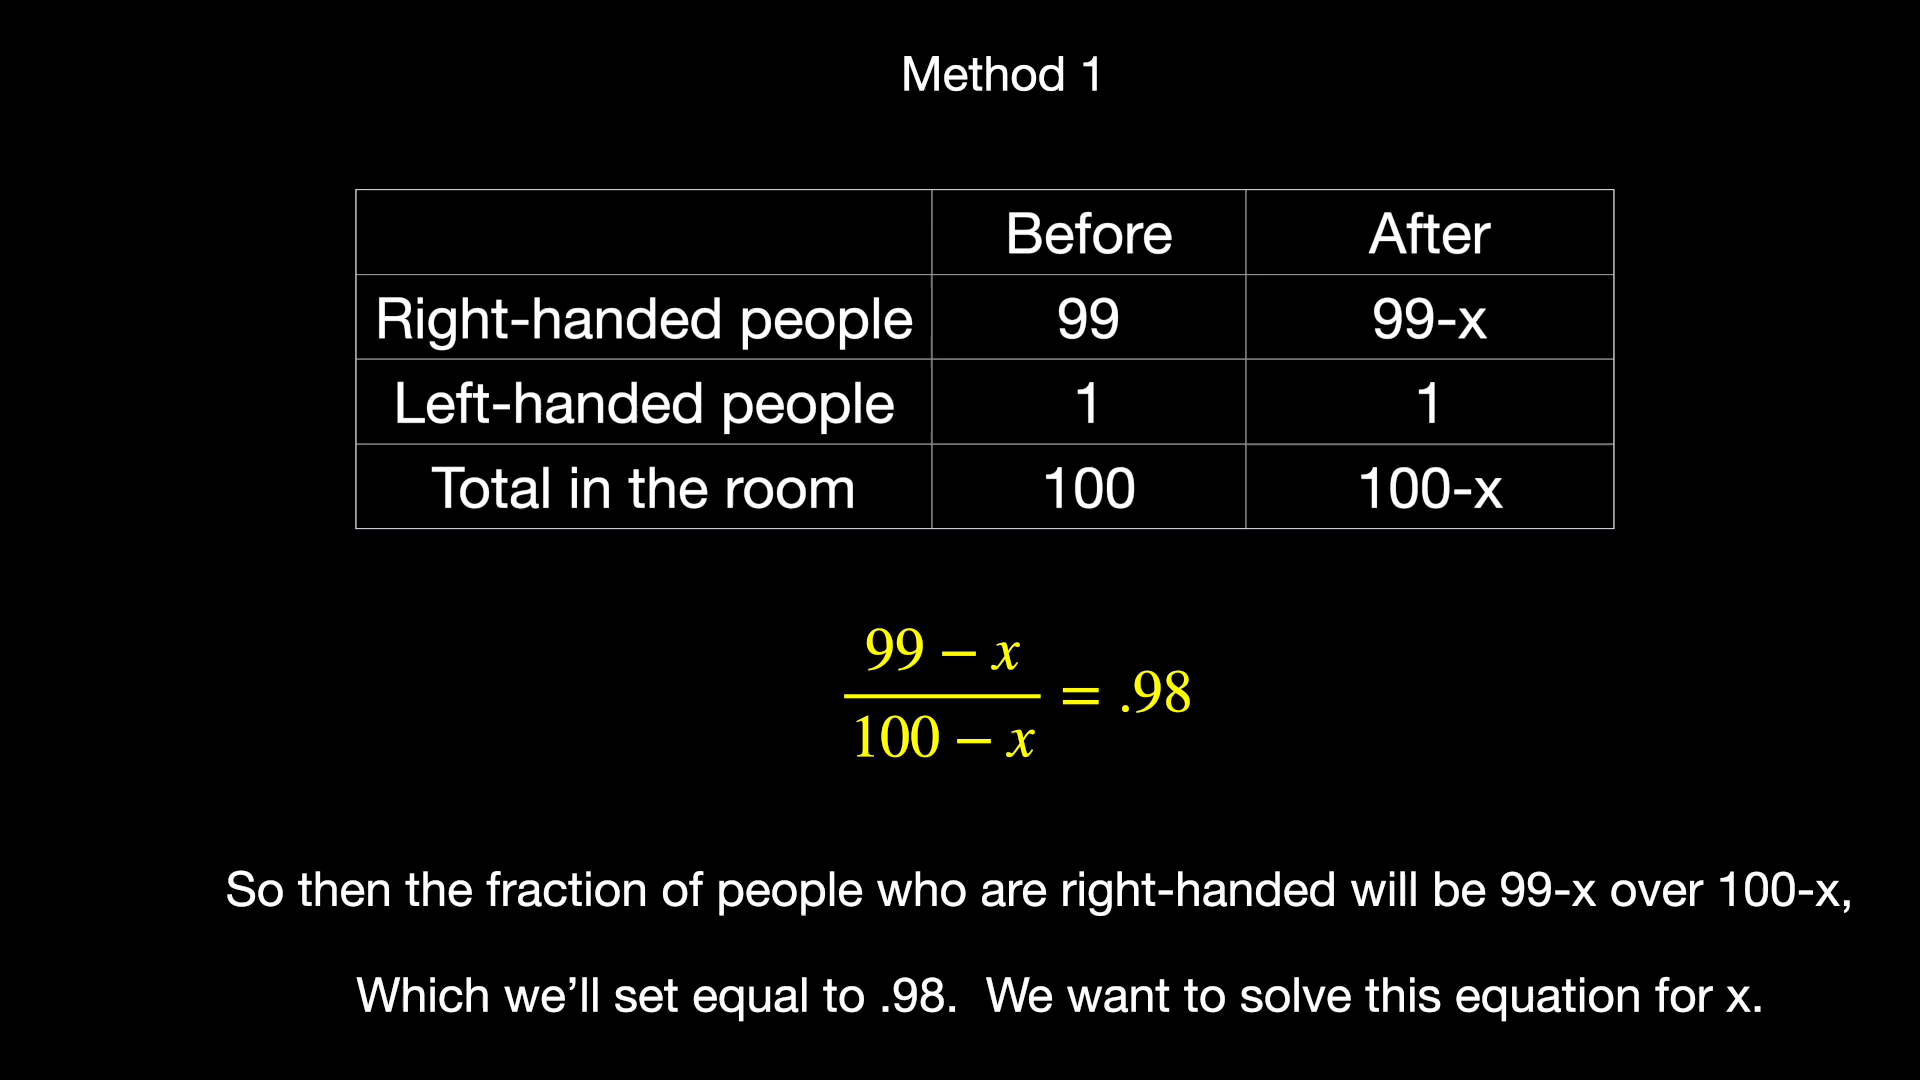 Method 1
Before After
Right-handed people 99 99-x
Left-handed people 1 1
Total in the room 100 100-x
99 − x
100 − x
= .98
So then the fraction of people who are right-handed will be 99-x over 100-x,
Which we’ll set equal to .98.  We want to solve this equation for x.